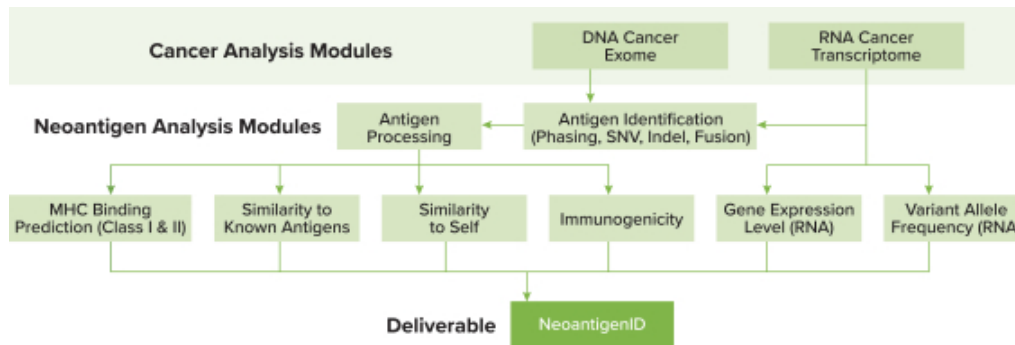 Cancer Analysis Modules
DNA Cancer
Exome
RNA Cancer
Transcriptome
Neoantigen Analysis Modules
Antigen
Processing
Antigen Identification
(Phasing, SNV, Indel, Fusion)
MHC Binding
Prediction (Class I & II)
Similarity to
Known Antigens
Similarity
to Self
Immunogenicity
Gene Expression
Level (RNA)
Variant Allele
Frequency (RNA
Deliverable
NeoantigenID